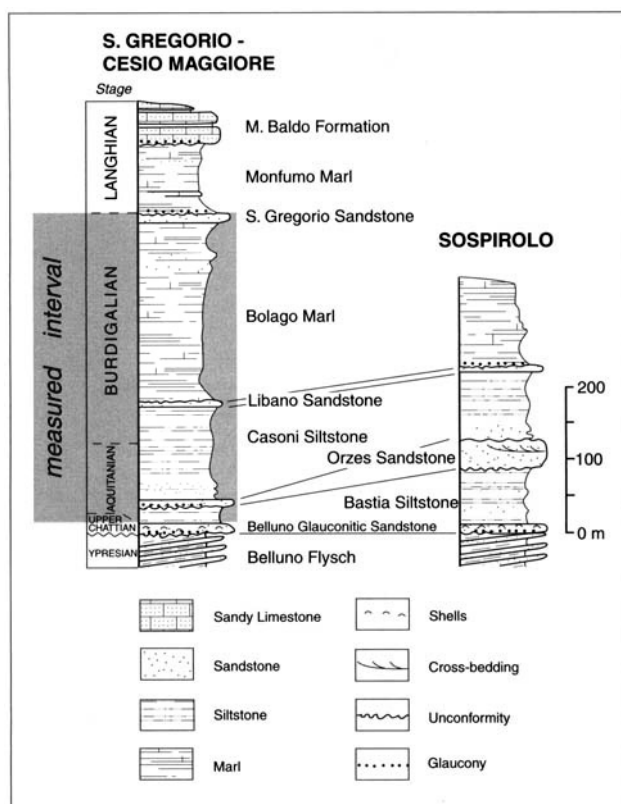 S. GREGORIO -
CESIO MAGGIORE
Stage
LANGHIAN
BURDIGALIAN
AQUITANIAN
UPPER
CHATTIAN
YPRESIAN
measured interval
M. Baldo Formation
Monfumo Marl
S. Gregorio Sandstone
Bolago Marl
Libano Sandstone
Casoni Siltstone
Orzes Sandstone
Bastia Siltstone
Belluno Glauconitic Sandstone
Belluno Flysch
SOSPIROLO
200
100
0 m
Sandy Limestone
Shells
Sandstone
Cross-bedding
Siltstone
Unconformity
Marl
Glaucony